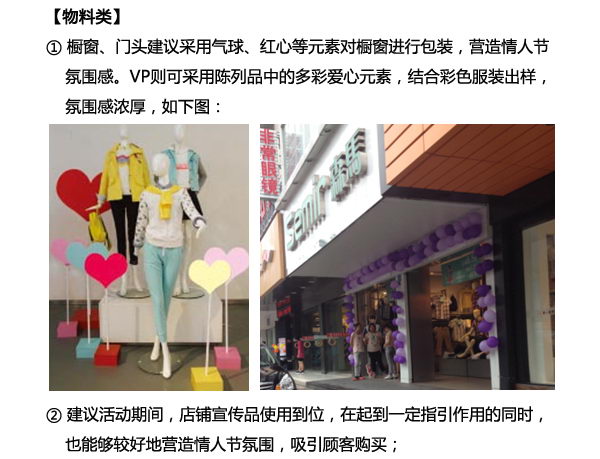 【物料类】
① 橱窗、门头建议采用气球、红心等元素对橱窗进行包装，营造情人节
氛围感。VP则可采用陈列品中的多彩爱心元素，结合彩色服装出样，
氛围感浓厚，如下图：
非常眼镜
Semir 森馬
② 建议活动期间，店铺宣传品使用到位，在起到一定指引作用的同时，
也能够较好地营造情人节氛围，吸引顾客购买；